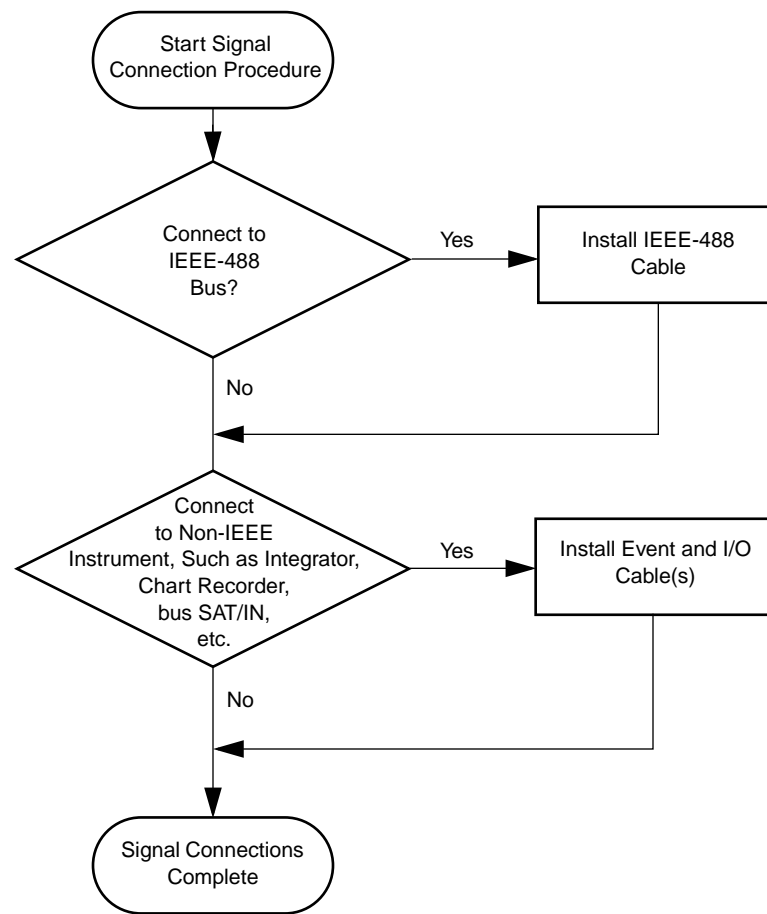 Start Signal
Connection Procedure
Connect to
IEEE-488
Bus?
Yes
Install IEEE-488
Cable
No
Connect
to Non-IEEE
Instrument, Such as Integrator,
Chart Recorder,
bus SAT/IN,
etc.
Yes
Install Event and I/O
Cable(s)
No
Signal Connections
Complete